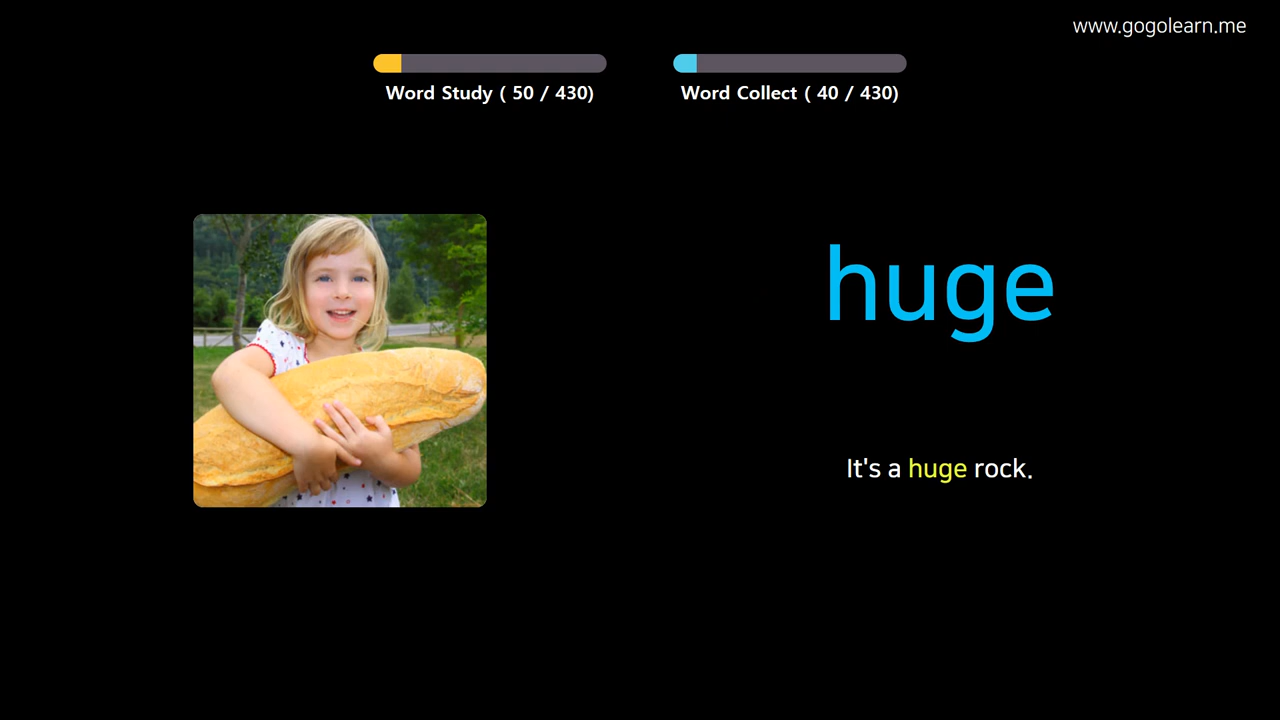 www.gogolearn.me
Word Study ( 50 / 430)
Word Collect ( 40 / 430)
huge
It's a huge rock.